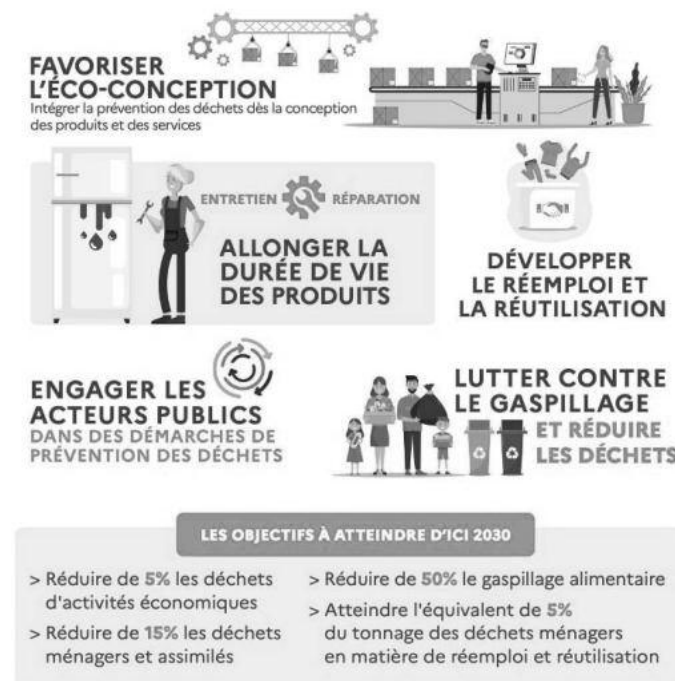 FAVORISER
L'ÉCO-CONCEPTION
Intégrer la prévention des déchets dès la conception
des produits et des services
ENTRETIEN RÉPARATION
ALLONGER LA
DURÉE DE VIE
DES PRODUITS
DÉVELOPPER
LE RÉEMPLOI ET
LA RÉUTILISATION
ENGAGER LES
ACTEURS PUBLICS
DANS DES DÉMARCHES DE
PRÉVENTION DES DÉCHETS
LUTTER CONTRE
LE GASPILLAGE
ET RÉDUIRE
LES DÉCHETS
LES OBJECTIFS À ATTEINDRE D'ICI 2030
> Réduire de 5% les déchets
d'activités économiques
> Réduire de 15% les déchets
ménagers et assimilés
> Réduire de 50% le gaspillage alimentaire
> Atteindre l'équivalent de 5%
du tonnage des déchets ménagers
en matière de réemploi et réutilisation